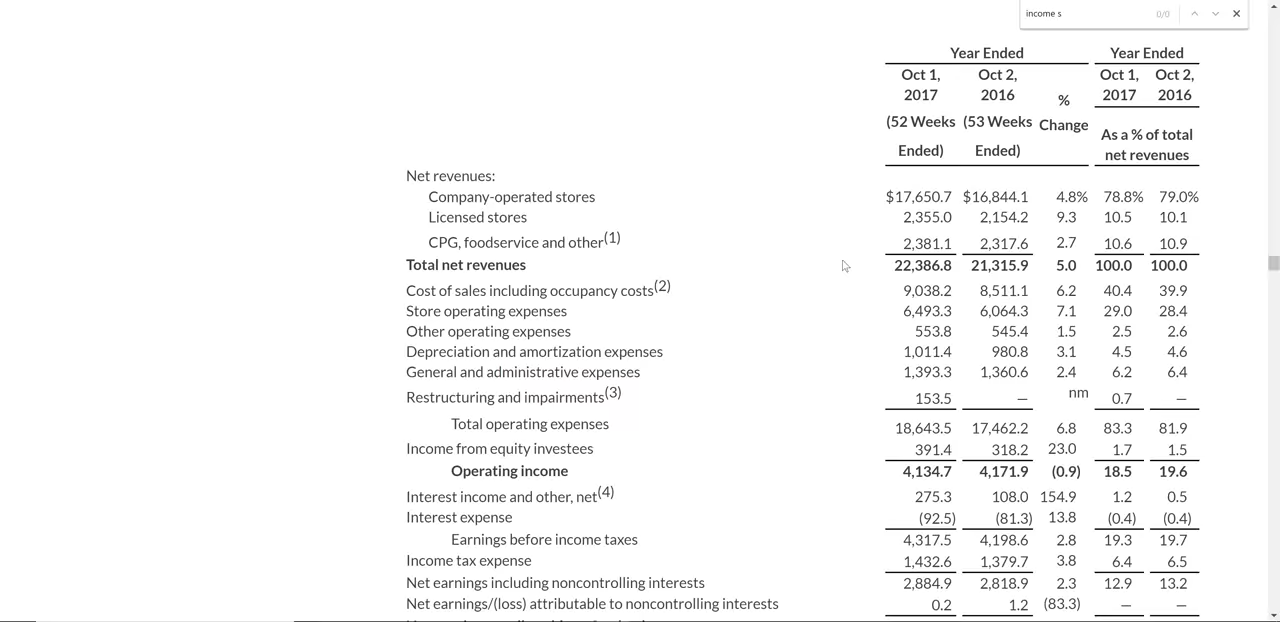 income s 0/0
Year Ended Year Ended
Oct 1, Oct 2, Oct 1, Oct 2,
2017 2016 % 2017 2016
(52 Weeks (53 Weeks Change As a % of total
Ended) Ended) net revenues
Net revenues:
Company-operated stores $17,650.7 $16,844.1 4.8% 78.8% 79.0%
Licensed stores 2,355.0 2,154.2 9.3 10.5 10.1
CPG, foodservice and other(1) 2,381.1 2,317.6 2.7 10.6 10.9
Total net revenues 22,386.8 21,315.9 5.0 100.0 100.0
Cost of sales including occupancy costs(2) 9,038.2 8,511.1 6.2 40.4 39.9
Store operating expenses 6,493.3 6,064.3 7.1 29.0 28.4
Other operating expenses 553.8 545.4 1.5 2.5 2.6
Depreciation and amortization expenses 1,011.4 980.8 3.1 4.5 4.6
General and administrative expenses 1,393.3 1,360.6 2.4 6.2 6.4
Restructuring and impairments(3) 153.5 — nm 0.7 —
Total operating expenses 18,643.5 17,462.2 6.8 83.3 81.9
Income from equity investees 391.4 318.2 23.0 1.7 1.5
Operating income 4,134.7 4,171.9 (0.9) 18.5 19.6
Interest income and other, net(4) 275.3 108.0 154.9 1.2 0.5
Interest expense (92.5) (81.3) 13.8 (0.4) (0.4)
Earnings before income taxes 4,317.5 4,198.6 2.8 19.3 19.7
Income tax expense 1,432.6 1,379.7 3.8 6.4 6.5
Net earnings including noncontrolling interests 2,884.9 2,818.9 2.3 12.9 13.2
Net earnings/(loss) attributable to noncontrolling interests 0.2 1.2 (83.3) — —